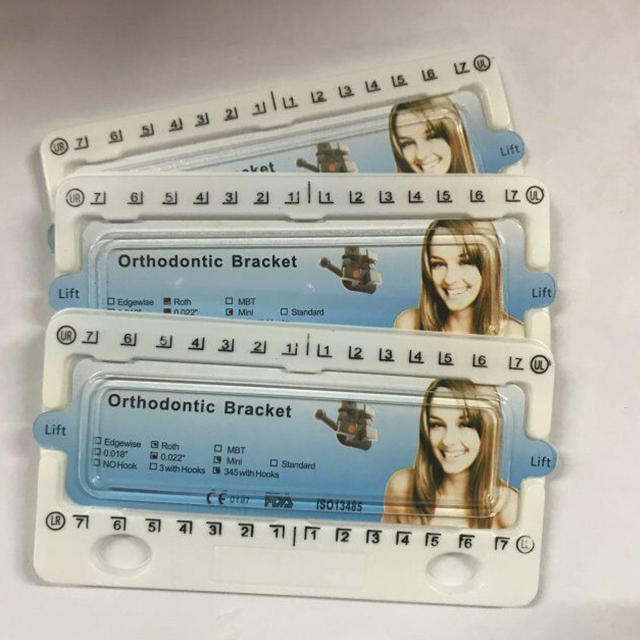 UR 7 6 5 4 3 2 1 | 1 2 3 4 5 6 7 UL
Lift
UR 7 6 5 4 3 2 1 | 1 2 3 4 5 6 7 UL
Orthodontic Bracket
Lift Lift
Edgewise Roth MBT
0.022" Mini Standard
UR 7 6 5 4 3 2 1 | 1 2 3 4 5 6 7 UL
Orthodontic Bracket
Lift Lift
Edgewise Roth MBT
0.018" 0.022" Mini Standard
NO Hook 3 with Hooks 345 with Hooks
CE 0197 FDA ISO13485
LR 7 6 5 4 3 2 1 | 1 2 3 4 5 6 7 LL